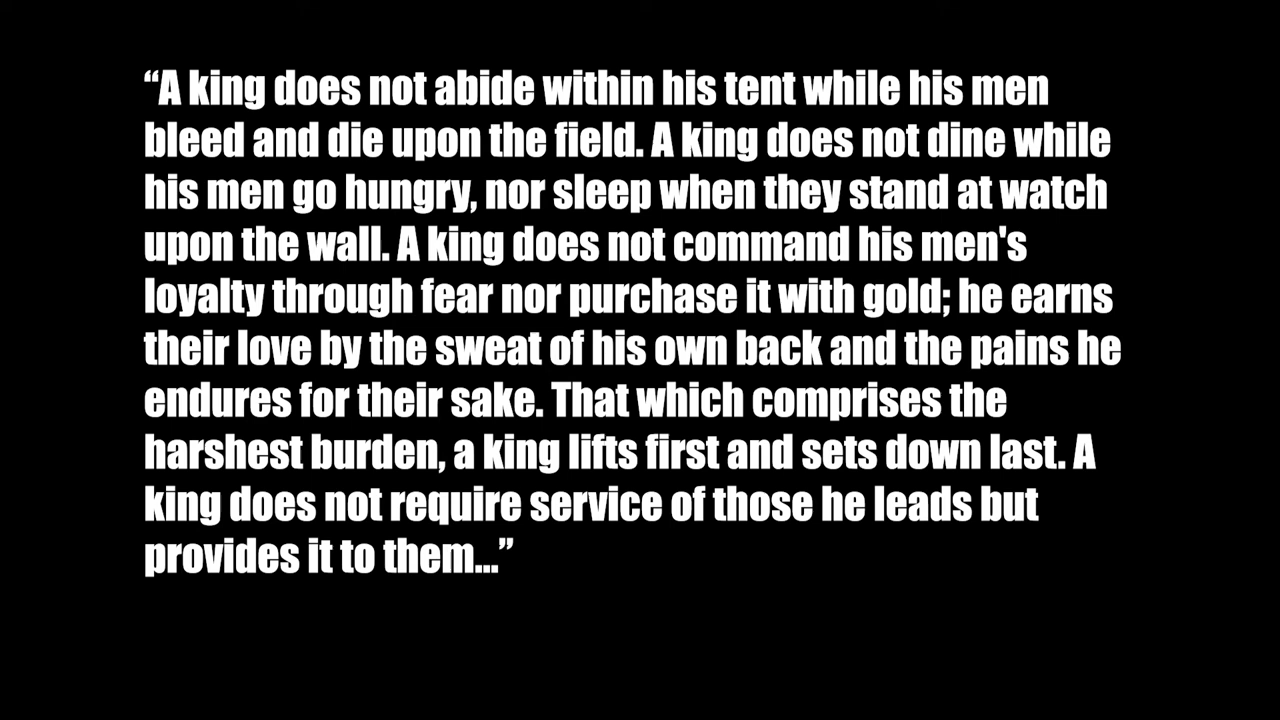 “A king does not abide within his tent while his men
bleed and die upon the field. A king does not dine while
his men go hungry, nor sleep when they stand at watch
upon the wall. A king does not command his men's
loyalty through fear nor purchase it with gold; he earns
their love by the sweat of his own back and the pains he
endures for their sake. That which comprises the
harshest burden, a king lifts first and sets down last. A
king does not require service of those he leads but
provides it to them...”